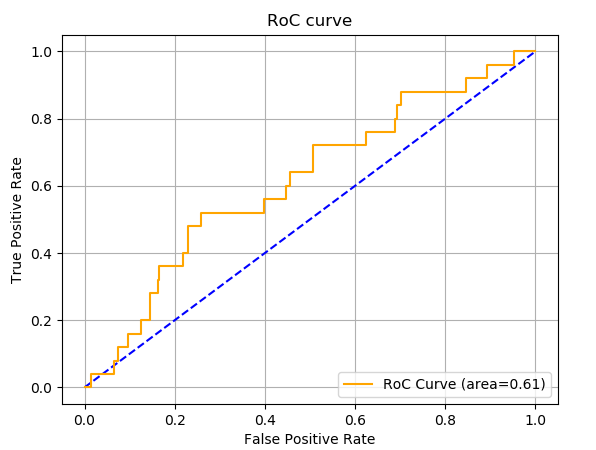 RoC curve
True Positive Rate
1.0
0.8
0.6
0.4
0.2
0.0
RoC Curve (area=0.61)
0.0 0.2 0.4 0.6 0.8 1.0
False Positive Rate